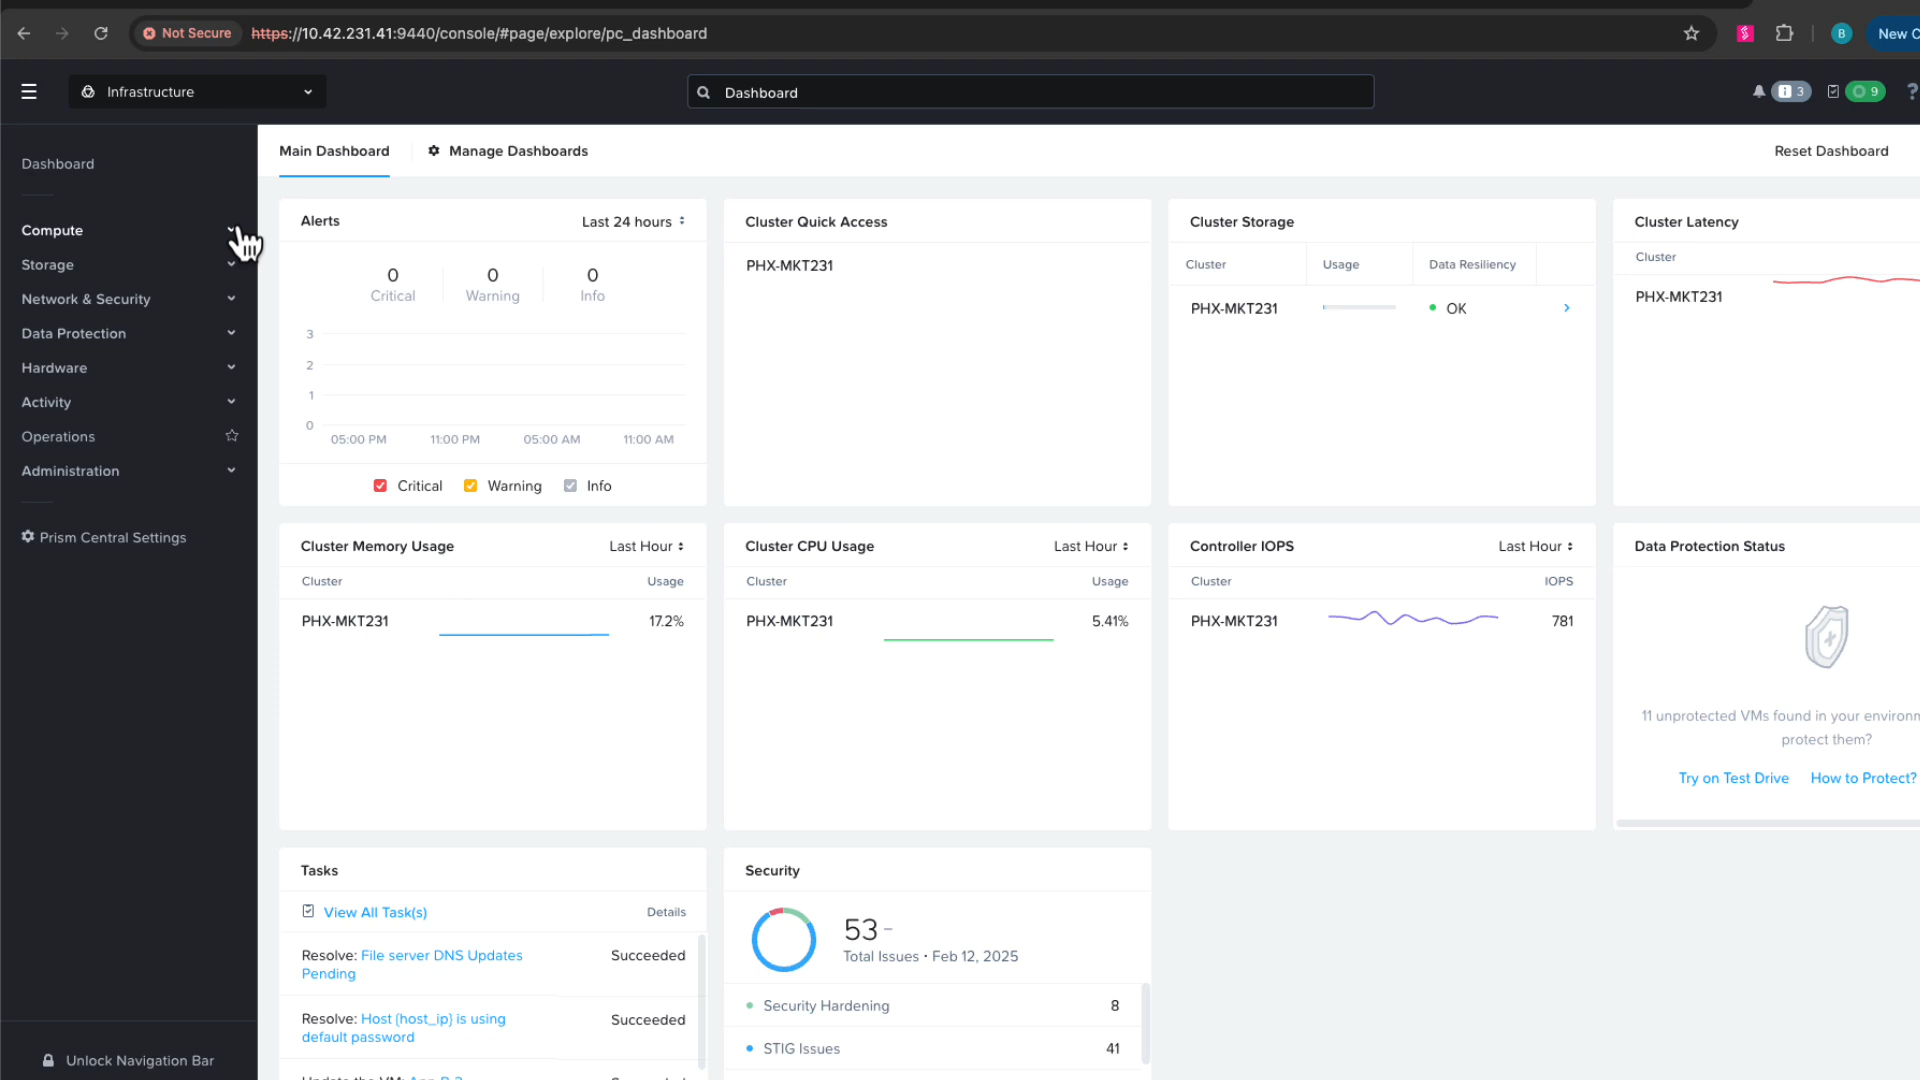 Not Secure
https://10.42.231.41:9440/console/#page/explore/pc_dashboard
B
New C
Infrastructure
Dashboard
3
9
?
Dashboard
Compute
Storage
Network & Security
Data Protection
Hardware
Activity
Operations
Administration
Prism Central Settings
Unlock Navigation Bar
Main Dashboard
Manage Dashboards
Reset Dashboard
Alerts
Last 24 hours
0
Critical
0
Warning
0
Info
3
2
1
0
05:00 PM 11:00 PM 05:00 AM 11:00 AM
Critical Warning Info
Cluster Quick Access
PHX-MKT231
Cluster Storage
Cluster Usage Data Resiliency
PHX-MKT231 OK
Cluster Latency
Cluster
PHX-MKT231
Cluster Memory Usage Last Hour
Cluster Usage
PHX-MKT231 17.2%
Cluster CPU Usage Last Hour
Cluster Usage
PHX-MKT231 5.41%
Controller IOPS Last Hour
Cluster IOPS
PHX-MKT231 781
Data Protection Status
11 unprotected VMs found in your environm
protect them?
Try on Test Drive How to Protect?
Tasks
View All Task(s) Details
Resolve: File server DNS Updates Succeeded
Pending
Resolve: Host {host_ip} is using Succeeded
default password
Security
53 –
Total Issues • Feb 12, 2025
Security Hardening 8
STIG Issues 41